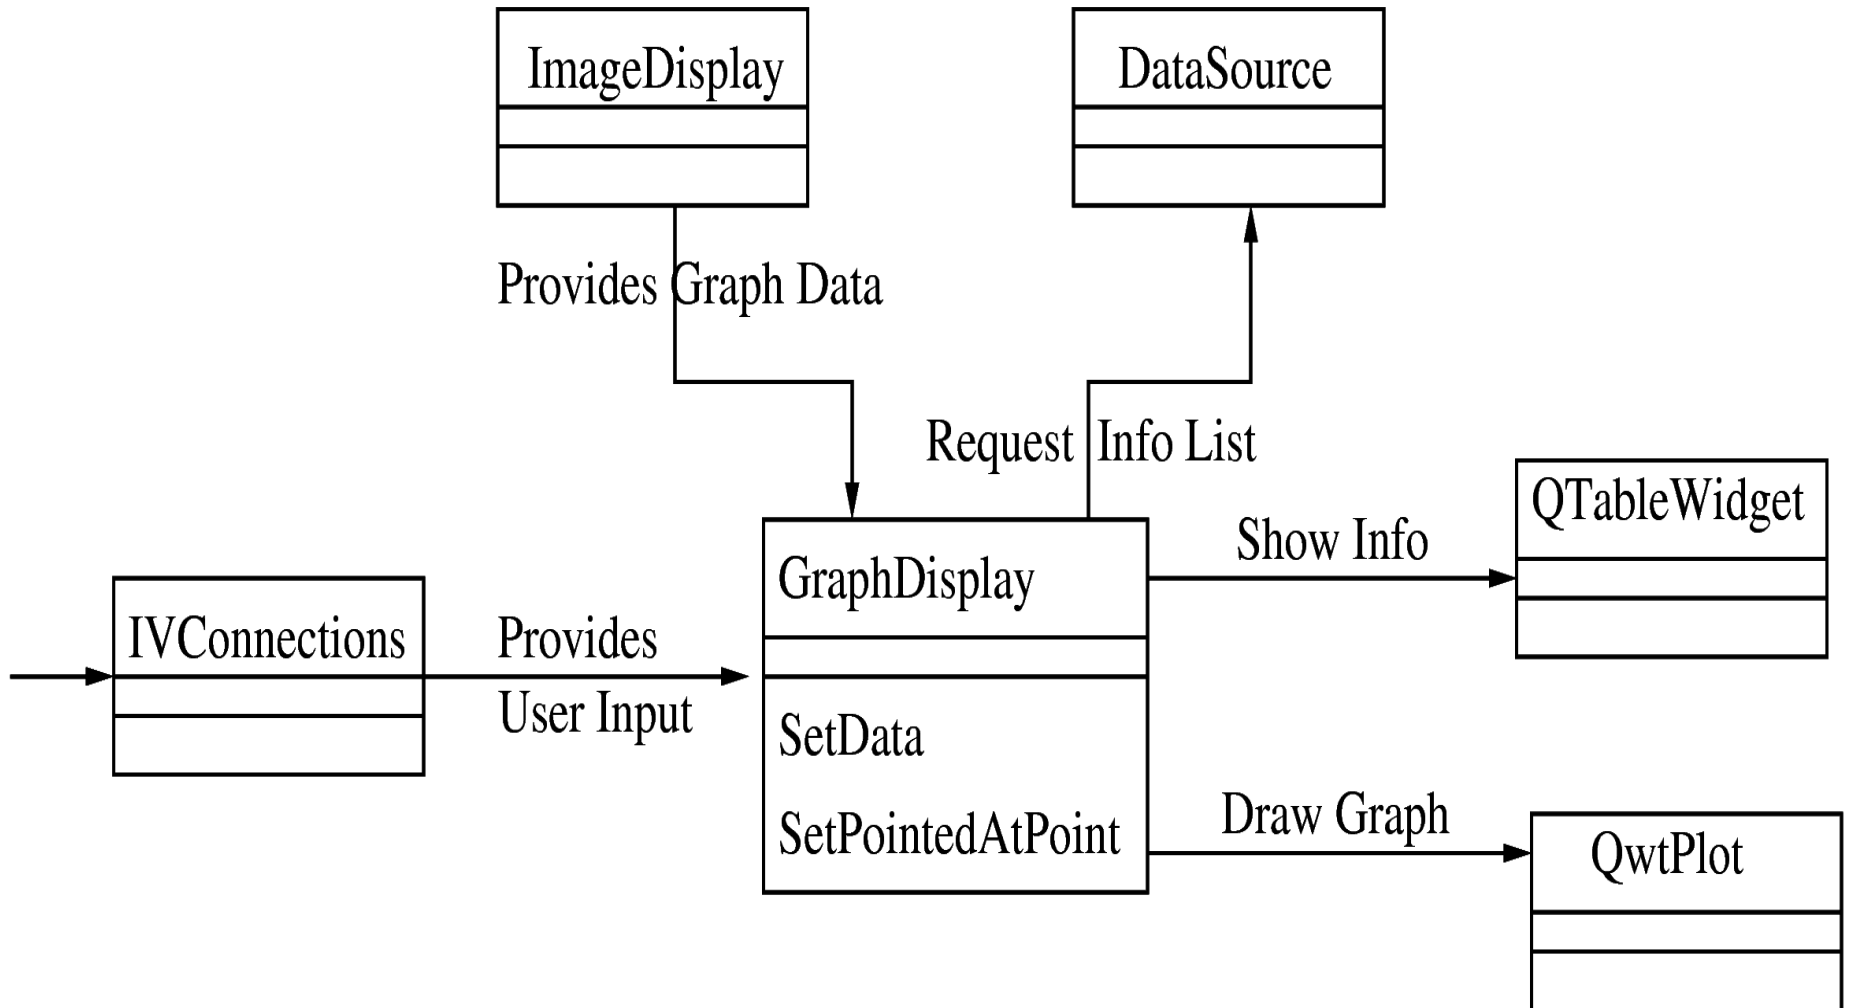 ImageDisplay
DataSource
Provides Graph Data
Request Info List
QTableWidget
Show Info
GraphDisplay
IVConnections
Provides
User Input
SetData
SetPointedAtPoint
Draw Graph
QwtPlot